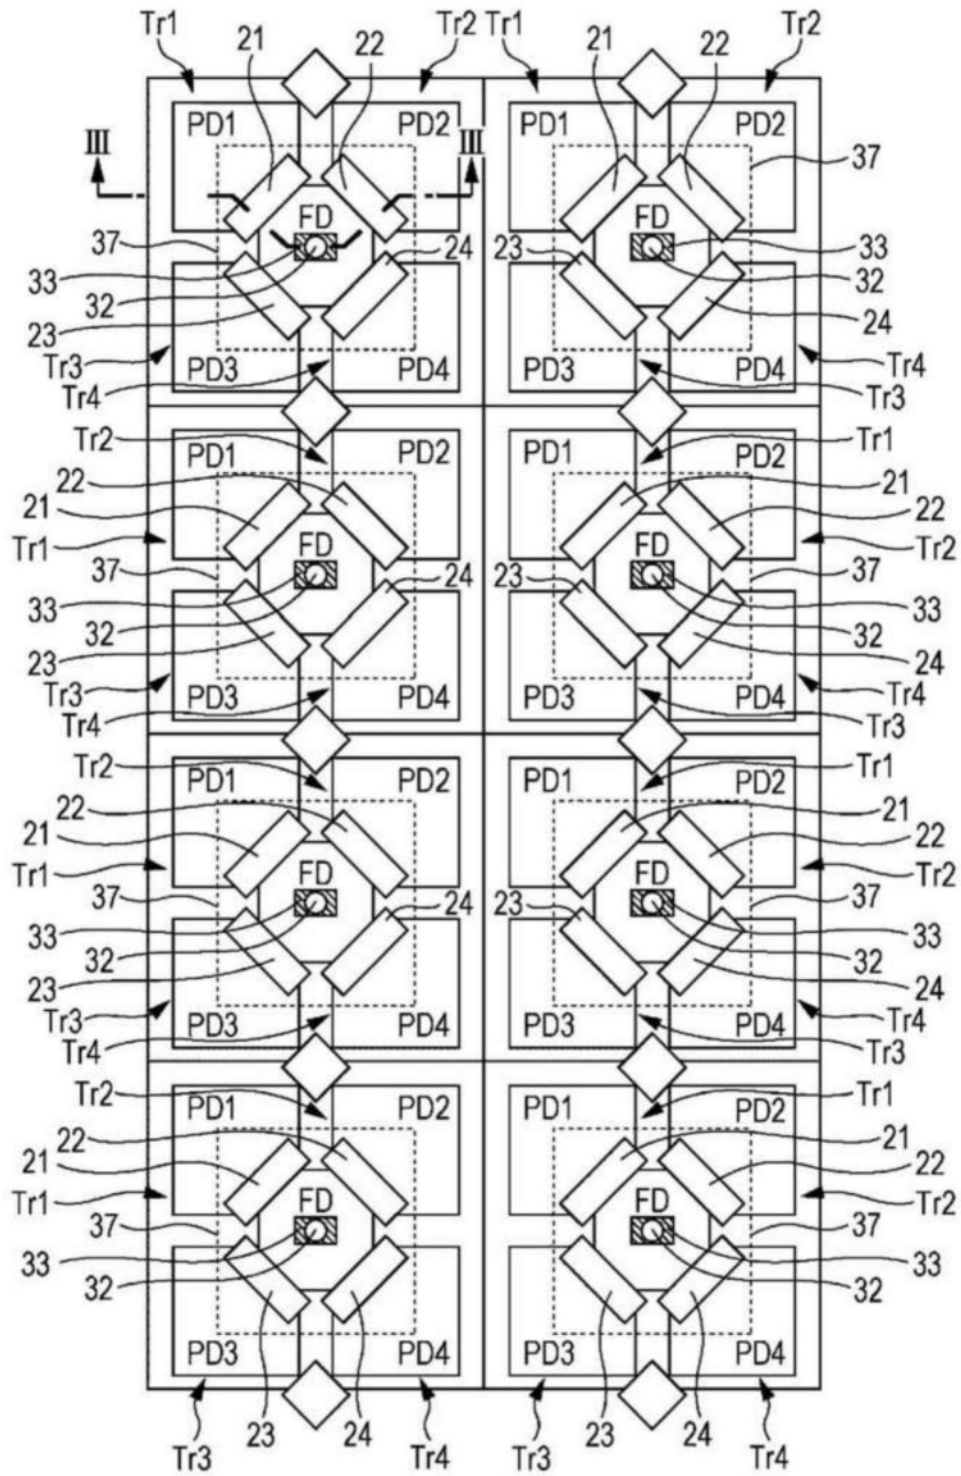 Tr1 Tr2 Tr1 Tr2
21 22 21 22
PD1 PD2 PD1 PD2
III III 37
FD FD
37 24 23 33
33 32
32 24
23
Tr3 PD3 PD4 PD3 PD4 Tr4
Tr4 Tr3
Tr2 PD1 PD2 PD1 PD2 Tr1
22 21
21 22
Tr1 FD FD Tr2
37 24 23 37
33 33
32 32
23 24
Tr3 PD3 PD4 PD3 PD4 Tr4
Tr4 Tr3
Tr2 PD1 PD2 PD1 PD2 Tr1
22 21
21 22
Tr1 FD FD Tr2
37 24 23 37
33 33
32 32
23 24
Tr3 PD3 PD4 PD3 PD4 Tr4
Tr4 Tr3
Tr2 PD1 PD2 PD1 PD2 Tr1
22 21
21 22
Tr1 FD FD Tr2
37 37
33 33
32 32
PD3 PD4 PD3 PD4
23 24 23 24
Tr3 Tr4 Tr3 Tr4